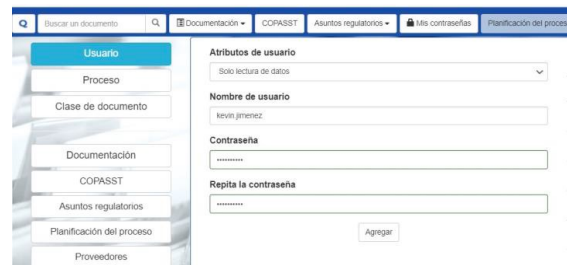 Q Buscar un documento Documentación COPASST Asuntos regulatorios Mis contraseñas Planificación del proces
Usuario
Proceso
Clase de documento
Documentación
COPASST
Asuntos regulatorios
Planificación del proceso
Proveedores
Atributos de usuario
Solo lectura de datos
Nombre de usuario
kevin.jimenez
Contraseña
••••••••••
Repita la contraseña
••••••••••
Agregar